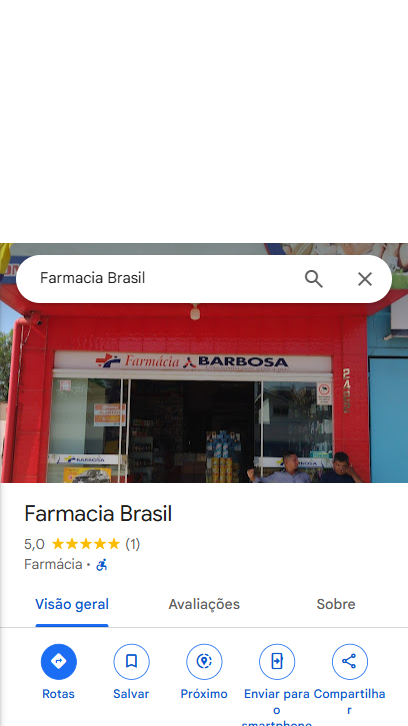 Farmacia Brasil
Farmácia BARBOSA
BARBOSA
BARBOSA
Farmacia Brasil
5,0 (1)
Farmácia ·
Visão geral Avaliações Sobre
Rotas Salvar Próximo Enviar para o smartphone Compartilhar